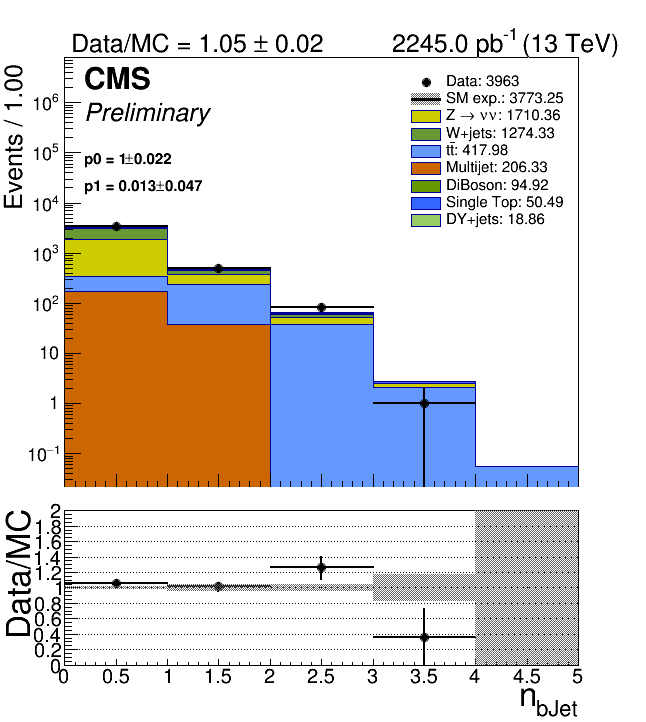 Data/MC = 1.05 ± 0.02 2245.0 pb⁻¹ (13 TeV)
CMS
Preliminary
p0 = 1±0.022
p1 = 0.013±0.047
Data: 3963
SM exp.: 3773.25
Z → νν: 1710.36
W+jets: 1274.33
tt̄: 417.98
Multijet: 206.33
DiBoson: 94.92
Single Top: 50.49
DY+jets: 18.86
Events / 1.00
10⁶
10⁵
10⁴
10³
10²
10
1
10⁻¹
Data/MC
2
1.8
1.6
1.4
1.2
1
0.8
0.6
0.4
0.2
0
0 0.5 1 1.5 2 2.5 3 3.5 4 4.5 5
n_bJet